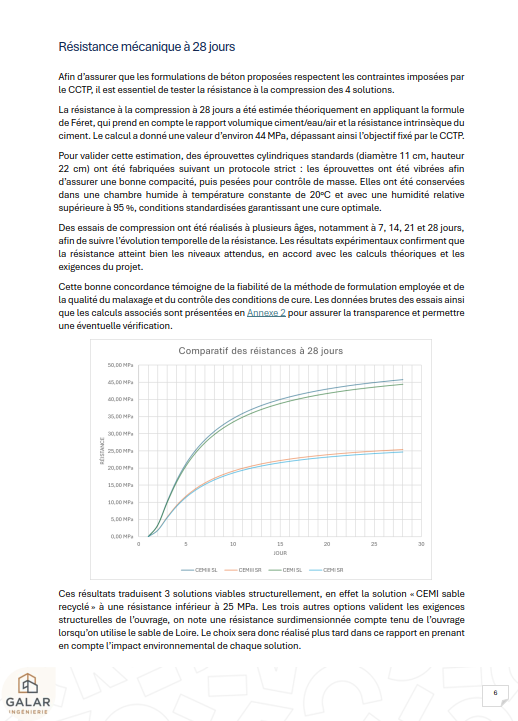 Résistance mécanique à 28 jours
Afin d'assurer que les formulations de béton proposées respectent les contraintes imposées par
le CCTP, il est essentiel de tester la résistance à la compression des 4 solutions.
La résistance à la compression à 28 jours a été estimée théoriquement en appliquant la formule
de Féret, qui prend en compte le rapport volumique ciment/eau/air et la résistance intrinsèque du
ciment. Le calcul a donné une valeur d'environ 44 MPa, dépassant ainsi l'objectif fixé par le CCTP.
Pour valider cette estimation, des éprouvettes cylindriques standards (diamètre 11 cm, hauteur
22 cm) ont été fabriquées suivant un protocole strict : les éprouvettes ont été vibrées afin
d'assurer une bonne compacité, puis pesées pour contrôle de masse. Elles ont été conservées
dans une chambre humide à température constante de 20°C et avec une humidité relative
supérieure à 95 %, conditions standardisées garantissant une cure optimale.
Des essais de compression ont été réalisés à plusieurs âges, notamment à 7, 14, 21 et 28 jours,
afin de suivre l'évolution temporelle de la résistance. Les résultats expérimentaux confirment que
la résistance atteint bien les niveaux attendus, en accord avec les calculs théoriques et les
exigences du projet.
Cette bonne concordance témoigne de la fiabilité de la méthode de formulation employée et de
la qualité du malaxage et du contrôle des conditions de cure. Les données brutes des essais ainsi
que les calculs associés sont présentées en Annexe 2 pour assurer la transparence et permettre
une éventuelle vérification.
Comparatif des réistances à 28 jours
50,00 MPa
45,00 MPa
40,00 MPa
35,00 MPa
30,00 MPa
25,00 MPa
20,00 MPa
15,00 MPa
10,00 MPa
5,00 MPa
0,00 MPa
RÉISTANCE
0 5 10 15 20 25 30
JOUR
CEMIII SL CEMIII SR CEMI SL CEMI SR
Ces résultats traduisent 3 solutions viables structurellement, en effet la solution « CEMI sable
recyclé » à une résistance inférieur à 25 MPa. Les trois autres options valident les exigences
structurelles de l'ouvrage, on note une résistance surdimensionnée compte tenu de l'ouvrage
lorsqu'on utilise le sable de Loire. Le choix sera donc réalisé plus tard dans ce rapport en prenant
en compte l'impact environnemental de chaque solution.
GALAR
INGÉNIERIE
6